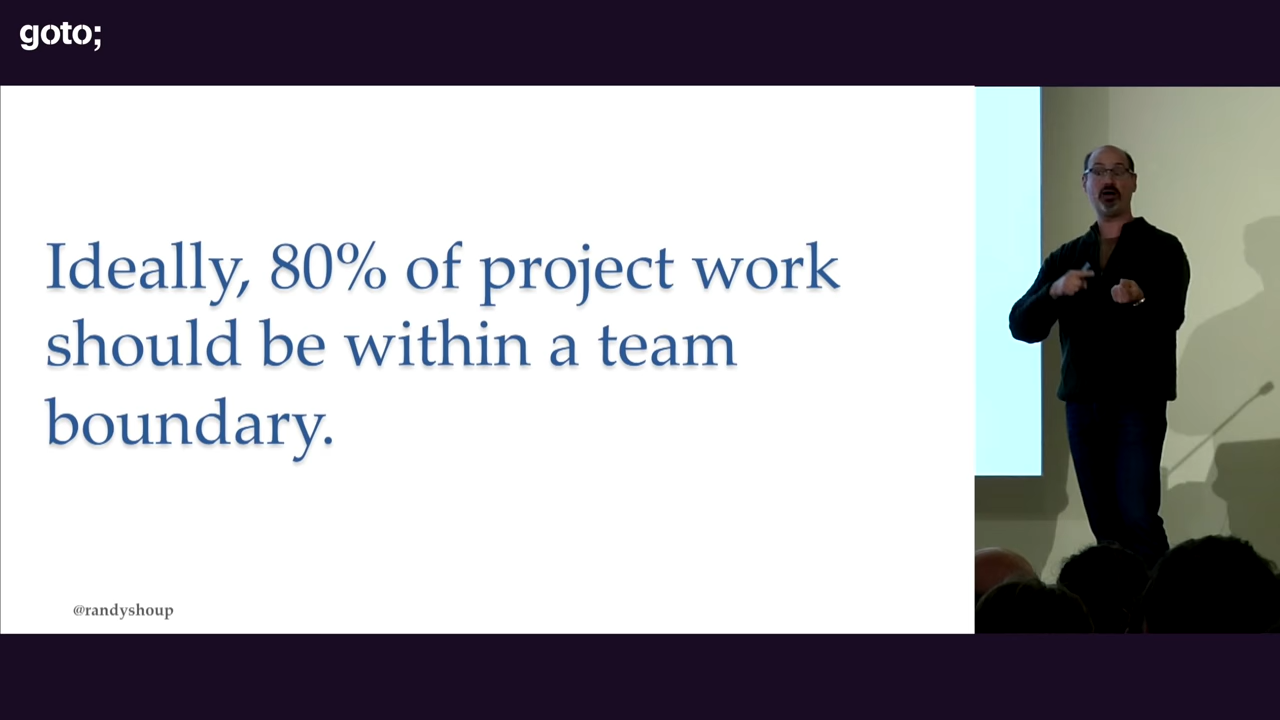 goto;
Ideally, 80% of project work
should be within a team
boundary.
@randyshoup